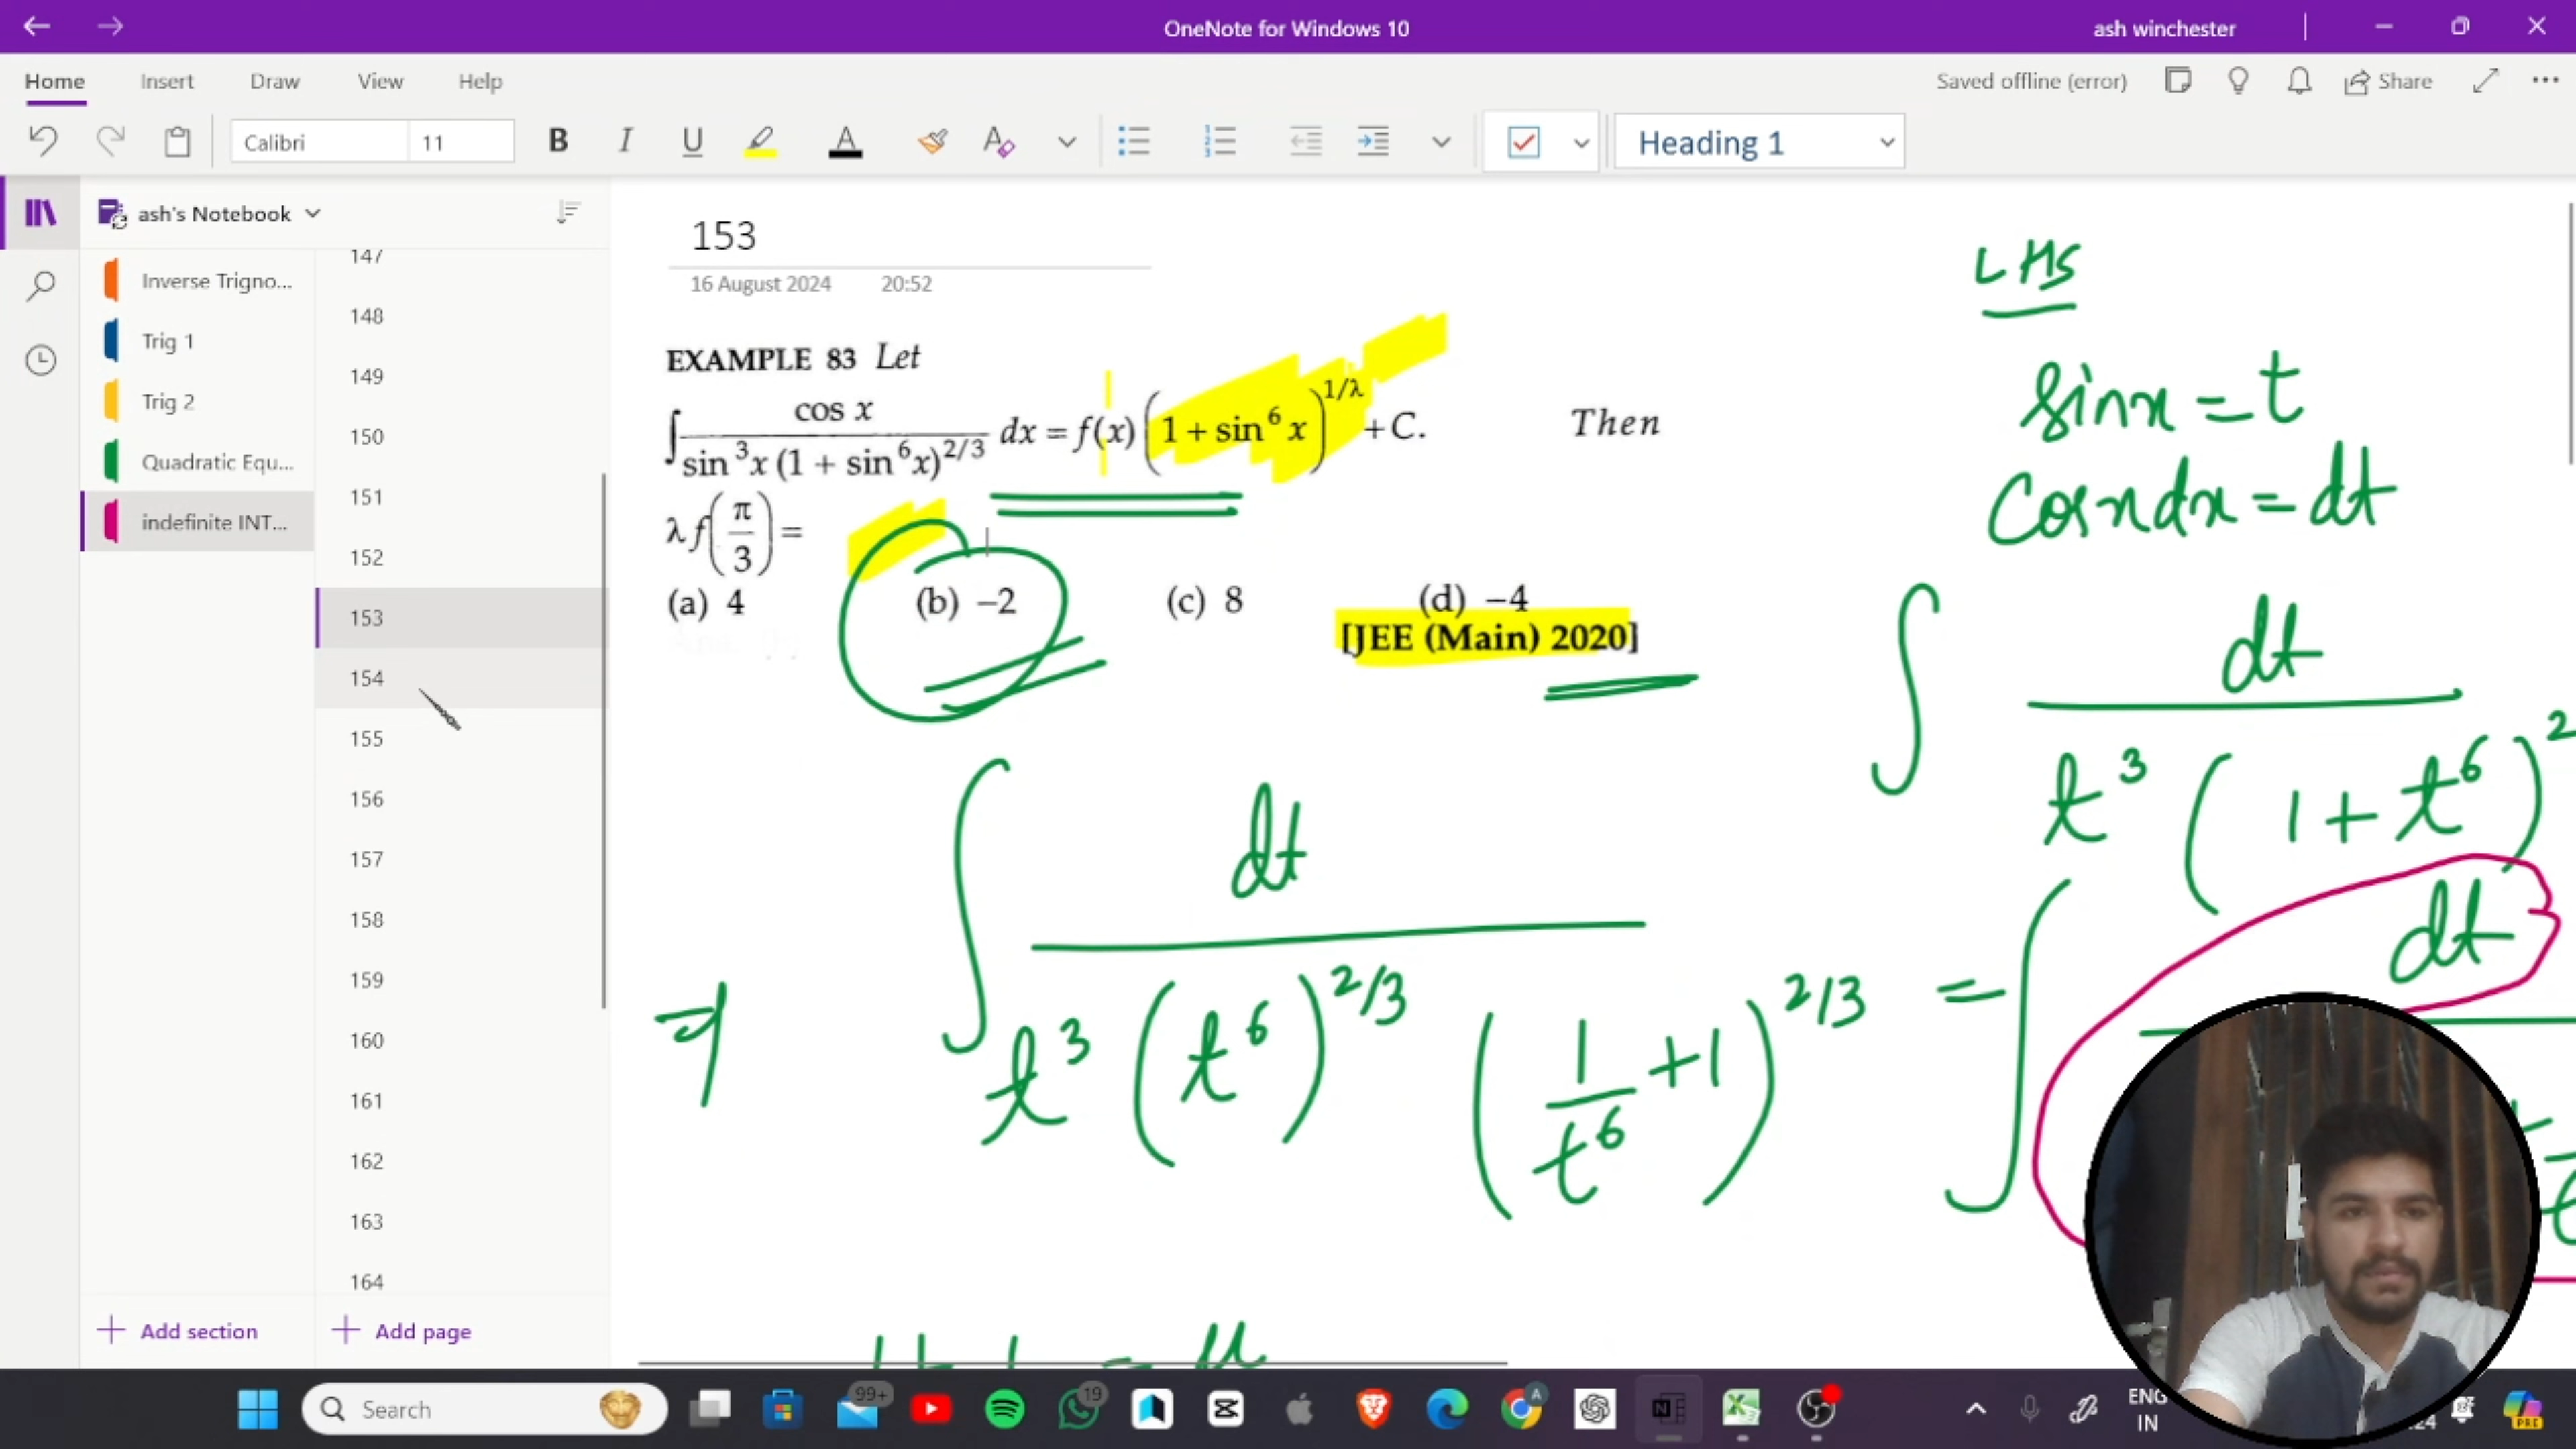 OneNote for Windows 10
ash winchester
Home Insert Draw View Help
Saved offline (error) Share
Calibri 11 B I U A Heading 1
ash's Notebook
Inverse Trigno...
Trig 1
Trig 2
Quadratic Equ...
indefinite INT...
147
148
149
150
151
152
153
154
155
156
157
158
159
160
161
162
163
164
+ Add section
+ Add page
153
16 August 2024 20:52
EXAMPLE 83 Let
∫ cos x / sin³x (1 + sin⁶x)^2/3 dx = f(x) (1 + sin⁶ x)^1/λ + C. Then
λ f(π/3) =
(a) 4 (b) –2 (c) 8 (d) –4
[JEE (Main) 2020]
LHS
sinx = t
cosxdx = dt
∫ dt / t³ (1 + t⁶)²
⇒ ∫ dt / t³ (t⁶)^2/3 (1/t⁶ + 1)^2/3 = ∫ dt
Search
99+
19
ENG
IN
PRE